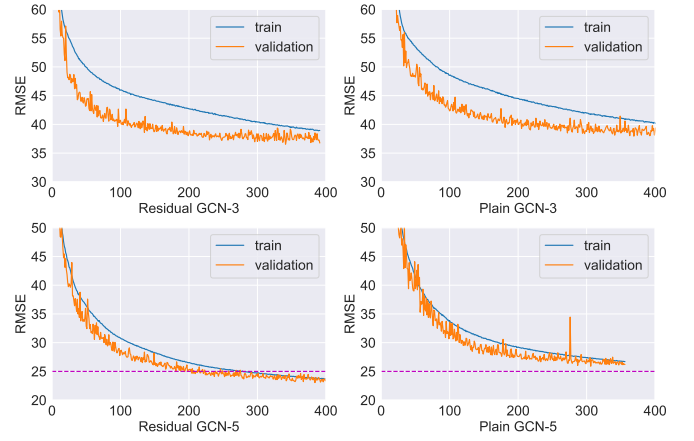 60
55
50
45
40
35
30
RMSE
train
validation
0 100 200 300 400
Residual GCN-3
60
55
50
45
40
35
30
RMSE
train
validation
0 100 200 300 400
Plain GCN-3
50
45
40
35
30
25
20
RMSE
train
validation
0 100 200 300 400
Residual GCN-5
50
45
40
35
30
25
20
RMSE
train
validation
0 100 200 300 400
Plain GCN-5